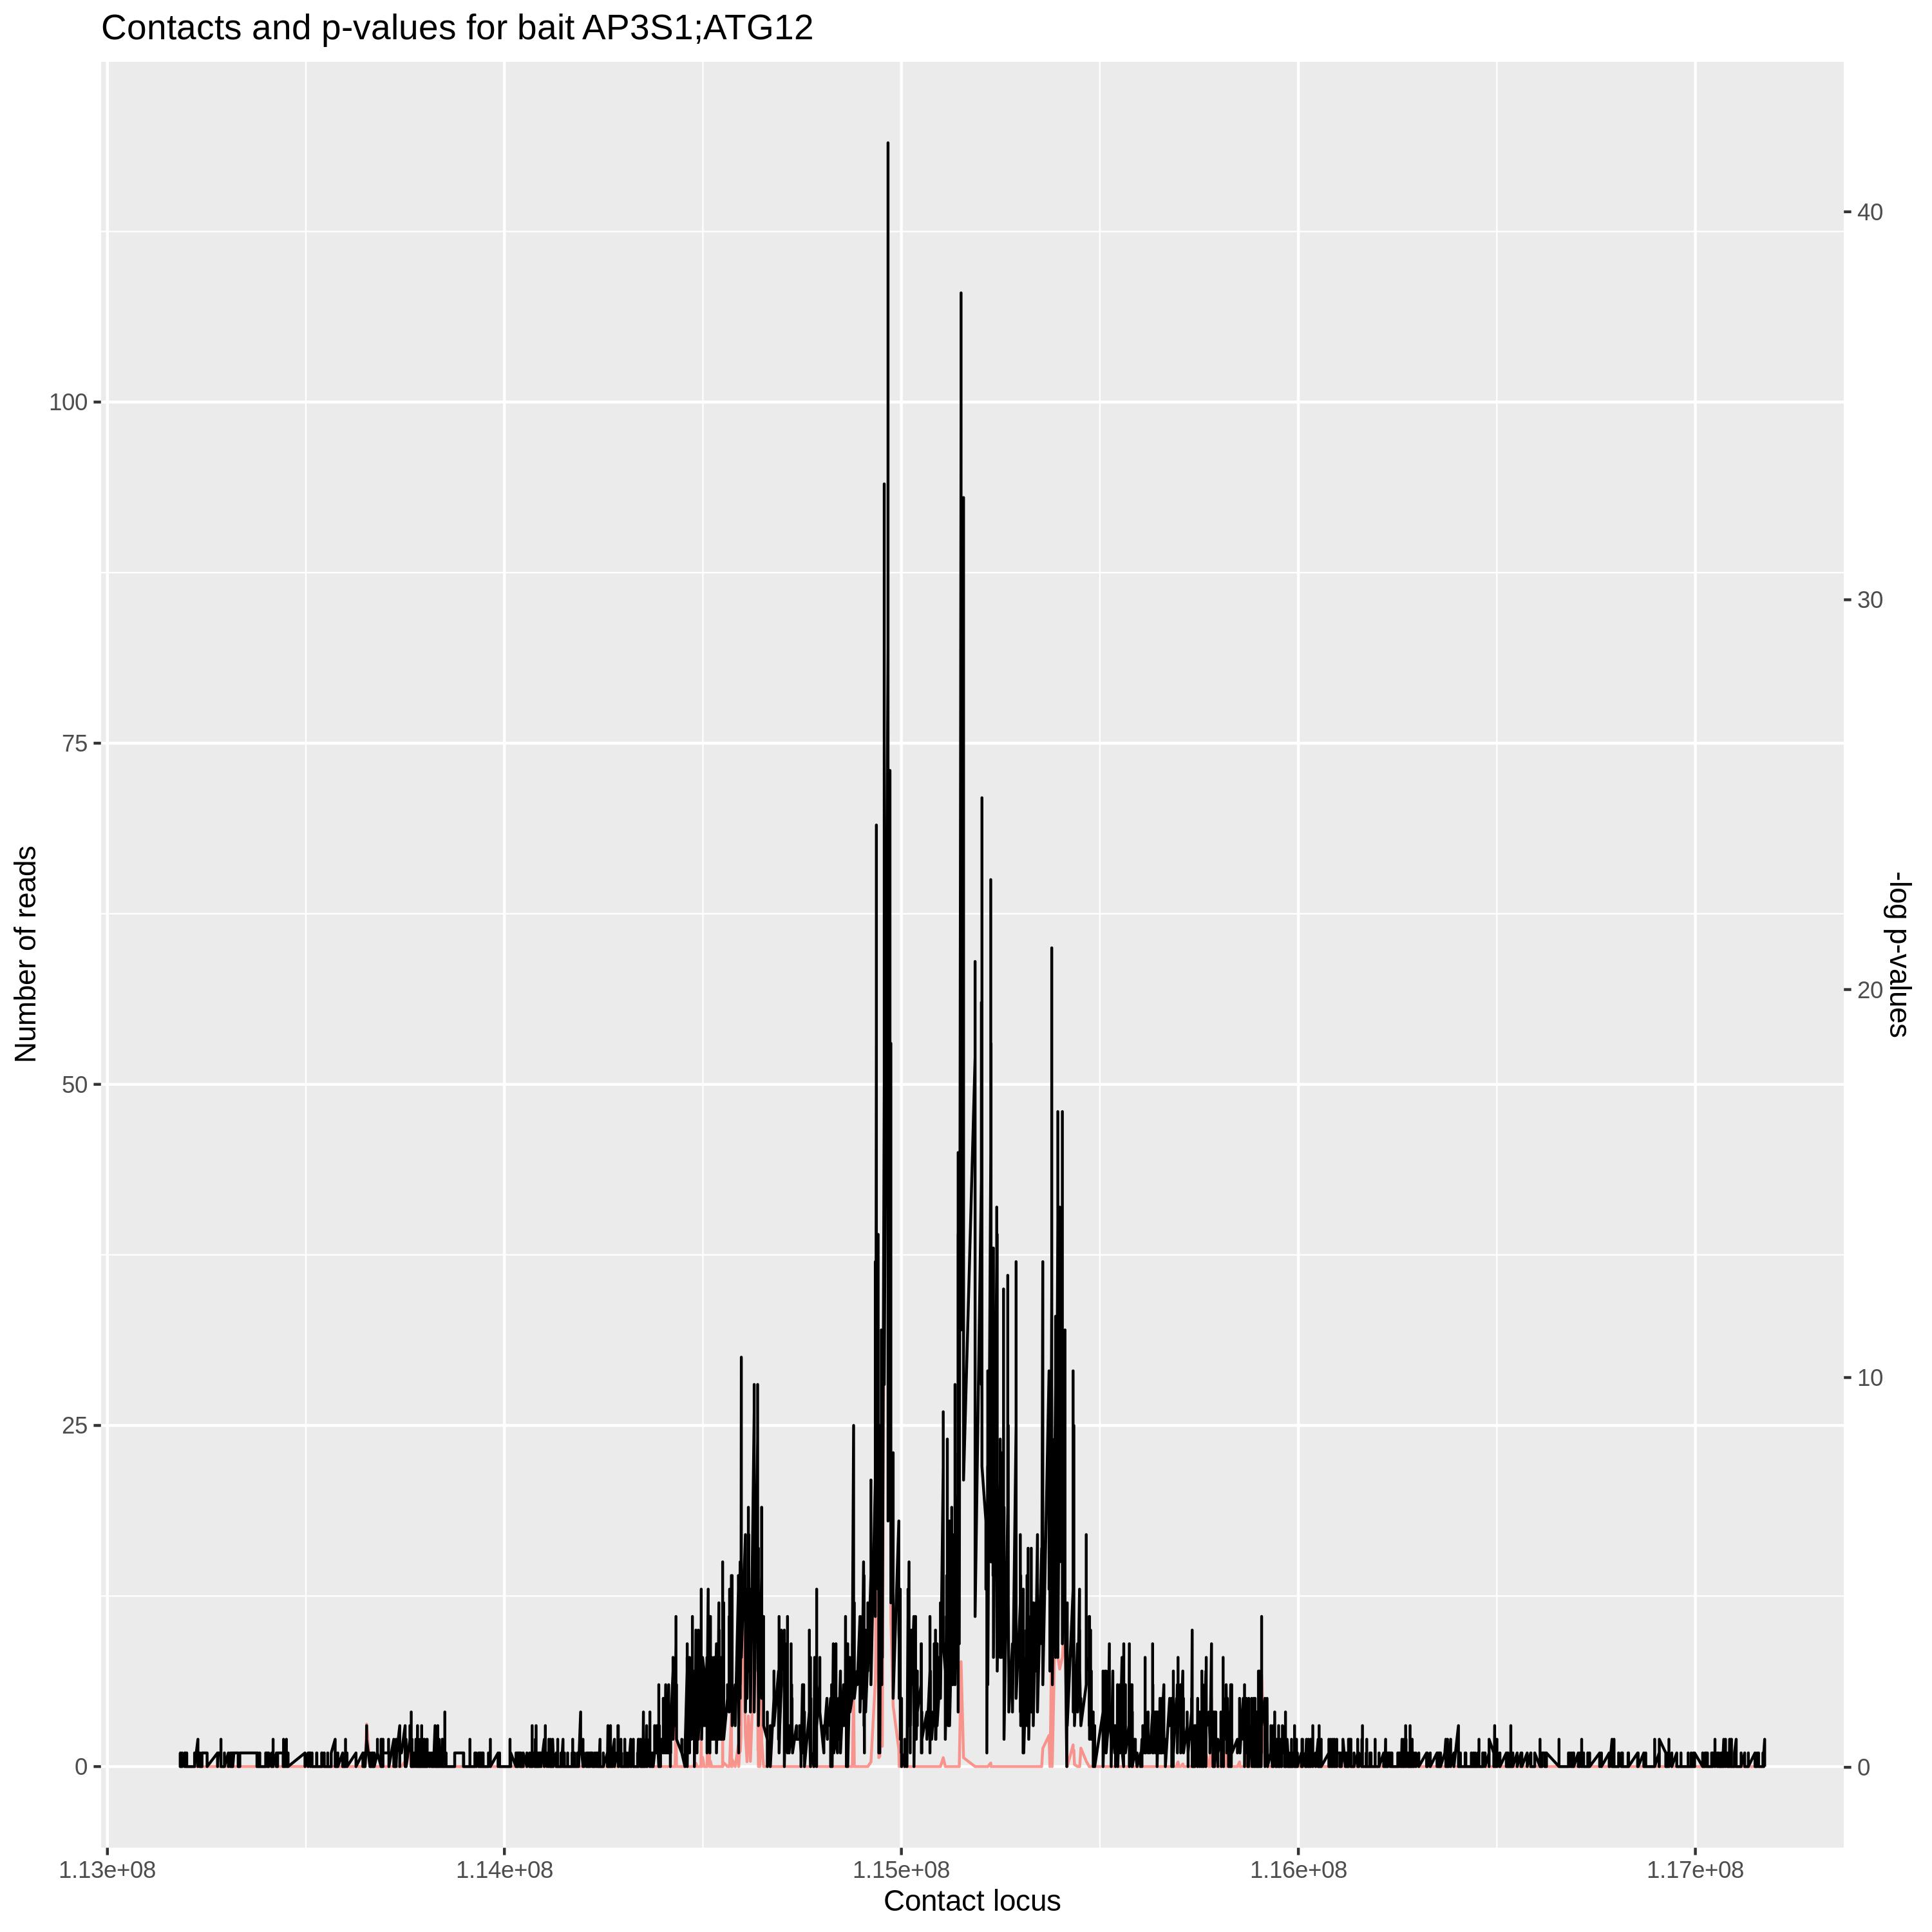 Contacts and p-values for bait AP3S1;ATG12
100
75
50
25
0
Number of reads
40
30
20
10
0
-log p-values
1.13e+08
1.14e+08
1.15e+08
1.16e+08
1.17e+08
Contact locus